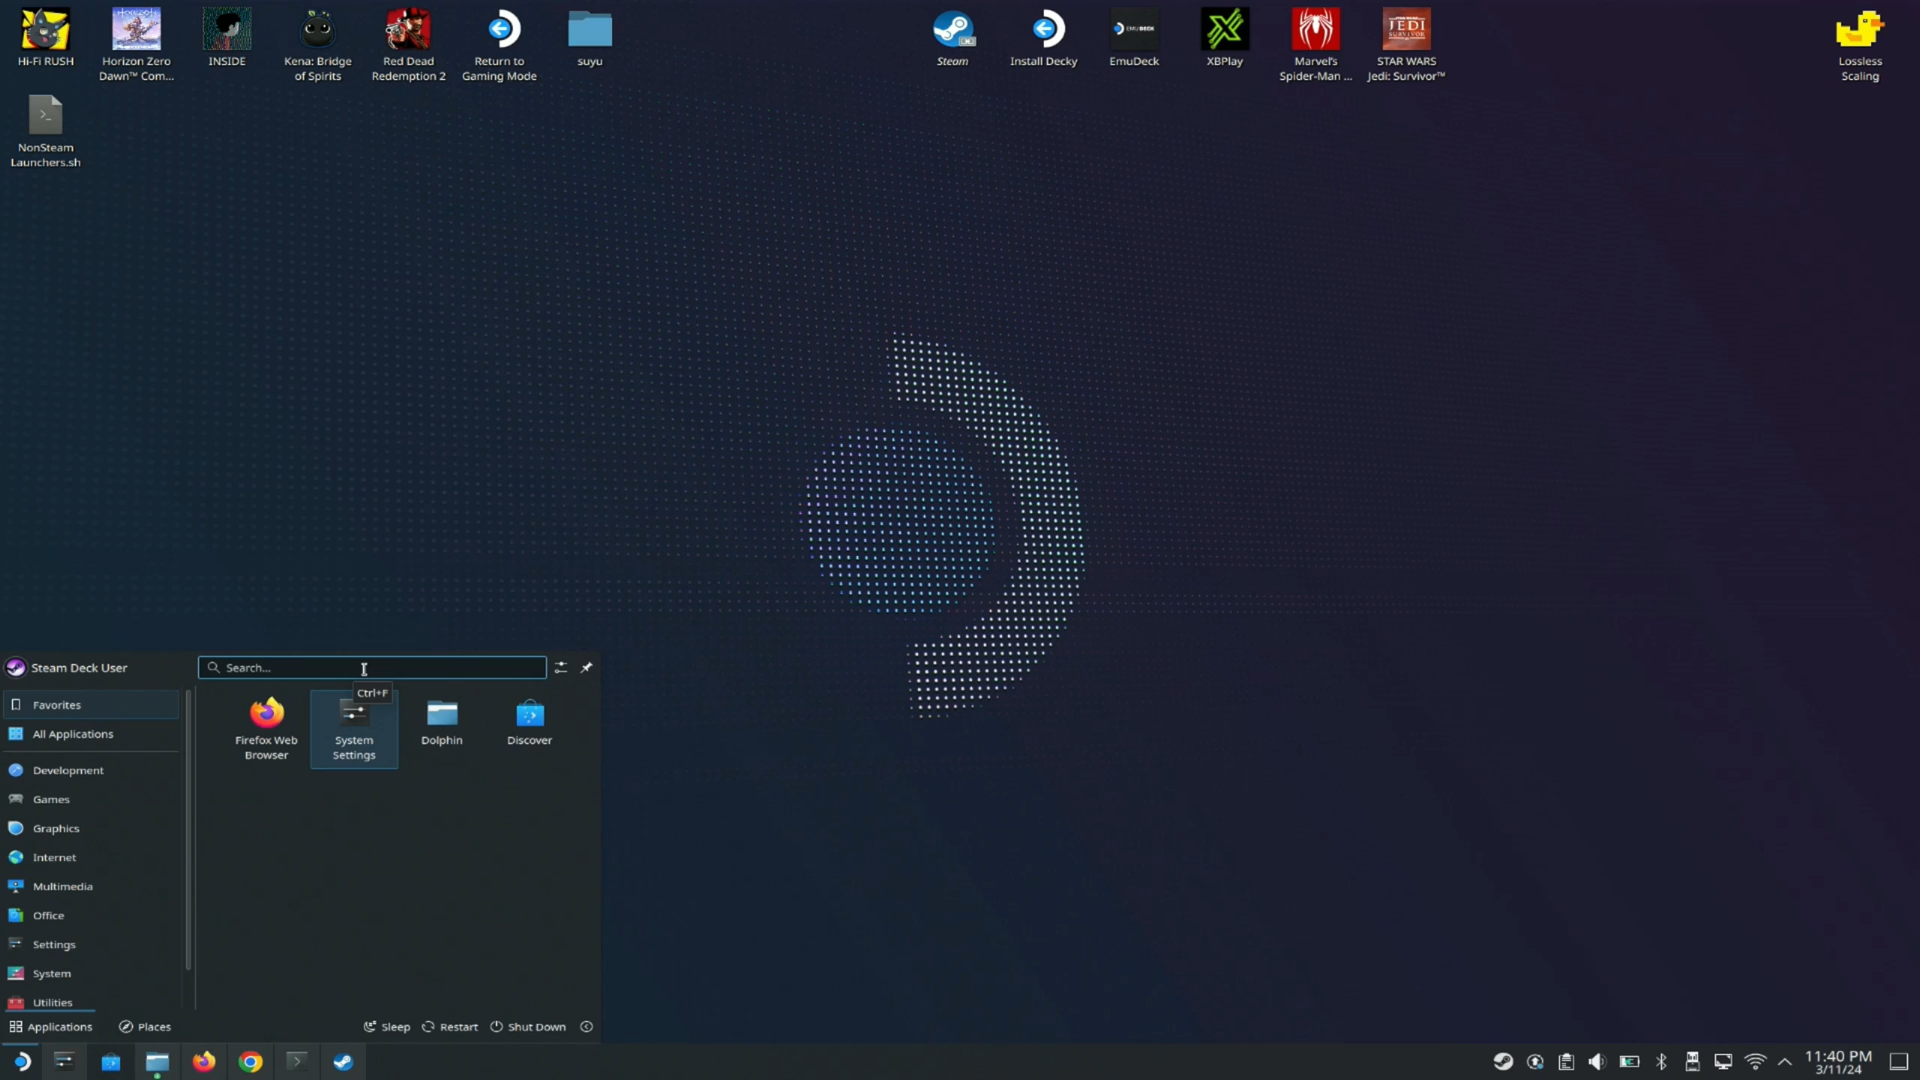 Hi-Fi RUSH
Horizon Zero
Dawn™ Com...
INSIDE
Kena: Bridge
of Spirits
Red Dead
Redemption 2
Return to
Gaming Mode
suyu
Steam
Install Decky
EMUDECK
EmuDeck
XBPlay
Marvel's
Spider-Man ...
JEDI
SURVIVOR
STAR WARS
Jedi: Survivor™
Lossless
Scaling
NonSteam
Launchers.sh
Steam Deck User
Search...
Ctrl+F
Favorites
All Applications
Development
Games
Graphics
Internet
Multimedia
Office
Settings
System
Utilities
Firefox Web
Browser
System
Settings
Dolphin
Discover
Applications
Places
Sleep
Restart
Shut Down
11:40 PM
3/11/24